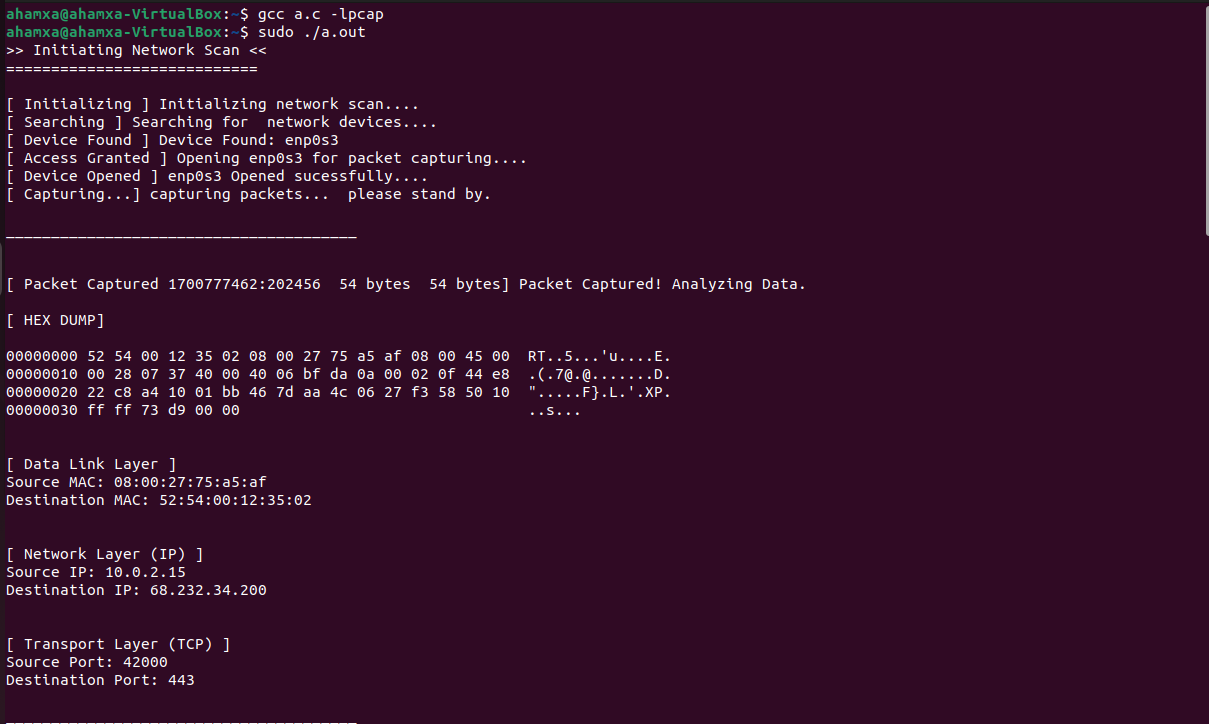 ahamxa@ahamxa-VirtualBox:~$ gcc a.c -lpcap
ahamxa@ahamxa-VirtualBox:~$ sudo ./a.out
>> Initiating Network Scan <<
============================
[ Initializing ] Initializing network scan....
[ Searching ] Searching for  network devices....
[ Device Found ] Device Found: enp0s3
[ Access Granted ] Opening enp0s3 for packet capturing....
[ Device Opened ] enp0s3 Opened sucessfully....
[ Capturing...] capturing packets...  please stand by.
_______________________________________
[ Packet Captured 1700777462:202456  54 bytes  54 bytes] Packet Captured! Analyzing Data.
[ HEX DUMP]
00000000 52 54 00 12 35 02 08 00 27 75 a5 af 08 00 45 00  RT..5...'u....E.
00000010 00 28 07 37 40 00 40 06 bf da 0a 00 02 0f 44 e8  .(.7@.@.......D.
00000020 22 c8 a4 10 01 bb 46 7d aa 4c 06 27 f3 58 50 10  ".....F}.L.'.XP.
00000030 ff ff 73 d9 00 00                                ..s...
[ Data Link Layer ]
Source MAC: 08:00:27:75:a5:af
Destination MAC: 52:54:00:12:35:02
[ Network Layer (IP) ]
Source IP: 10.0.2.15
Destination IP: 68.232.34.200
[ Transport Layer (TCP) ]
Source Port: 42000
Destination Port: 443
_______________________________________